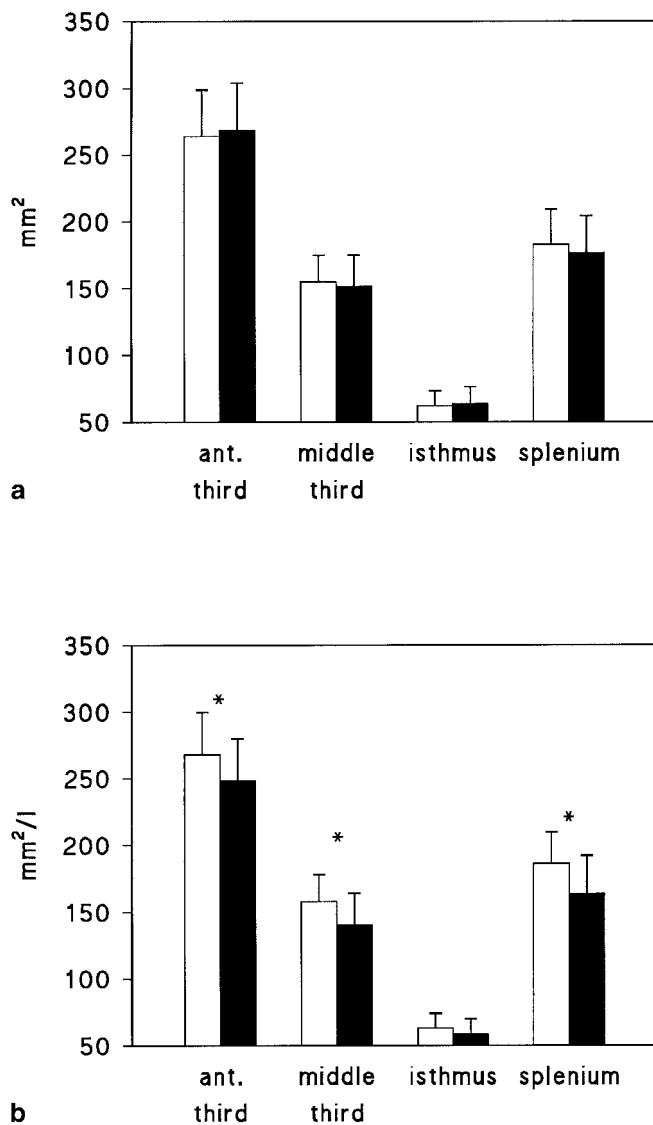 350
300
250
200
150
100
50
mm²
ant. third
middle third
isthmus
splenium
a
350
300
250
200
150
100
50
mm²/l
*
*
*
ant. third
middle third
isthmus
splenium
b